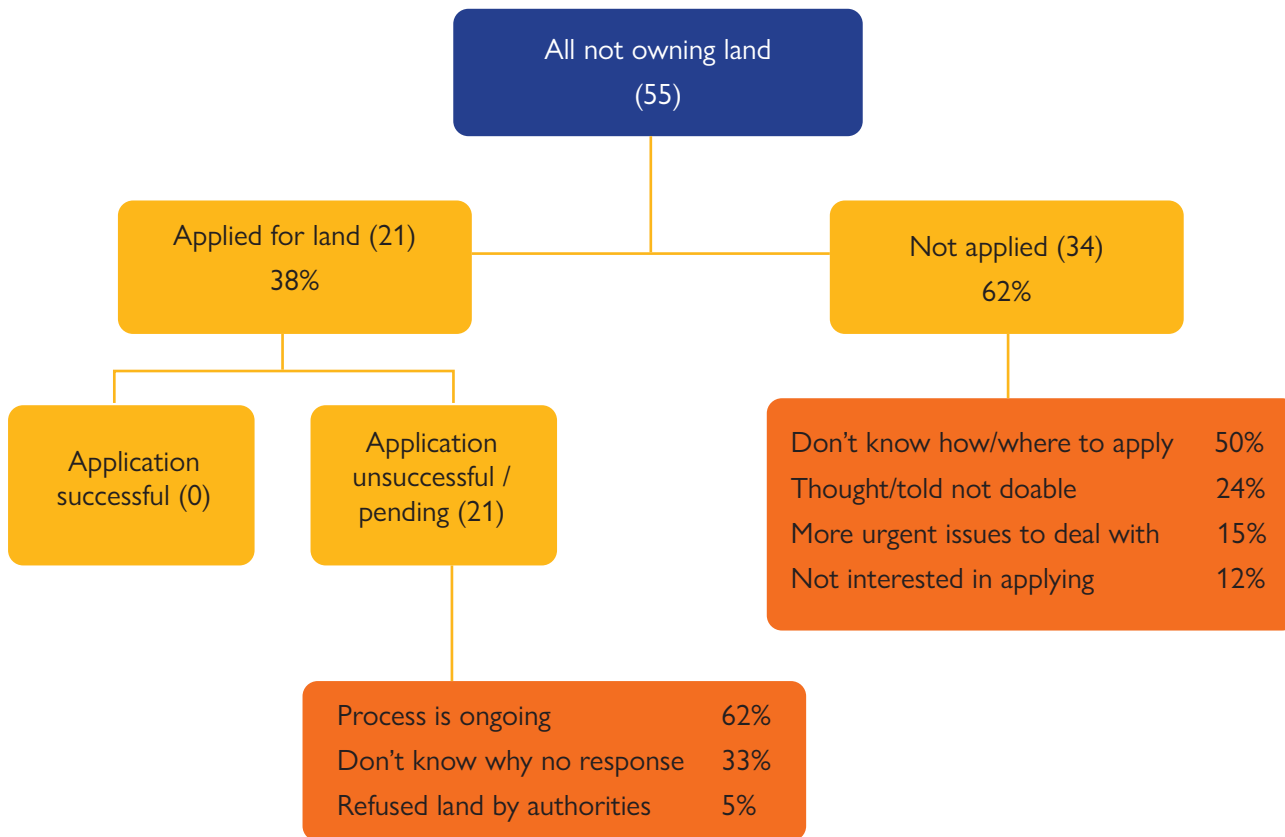 All not owning land
(55)
Applied for land (21)
38%
Not applied (34)
62%
Application
successful (0)
Application
unsuccessful /
pending (21)
Don’t know how/where to apply 50%
Thought/told not doable 24%
More urgent issues to deal with 15%
Not interested in applying 12%
Process is ongoing 62%
Don’t know why no response 33%
Refused land by authorities 5%